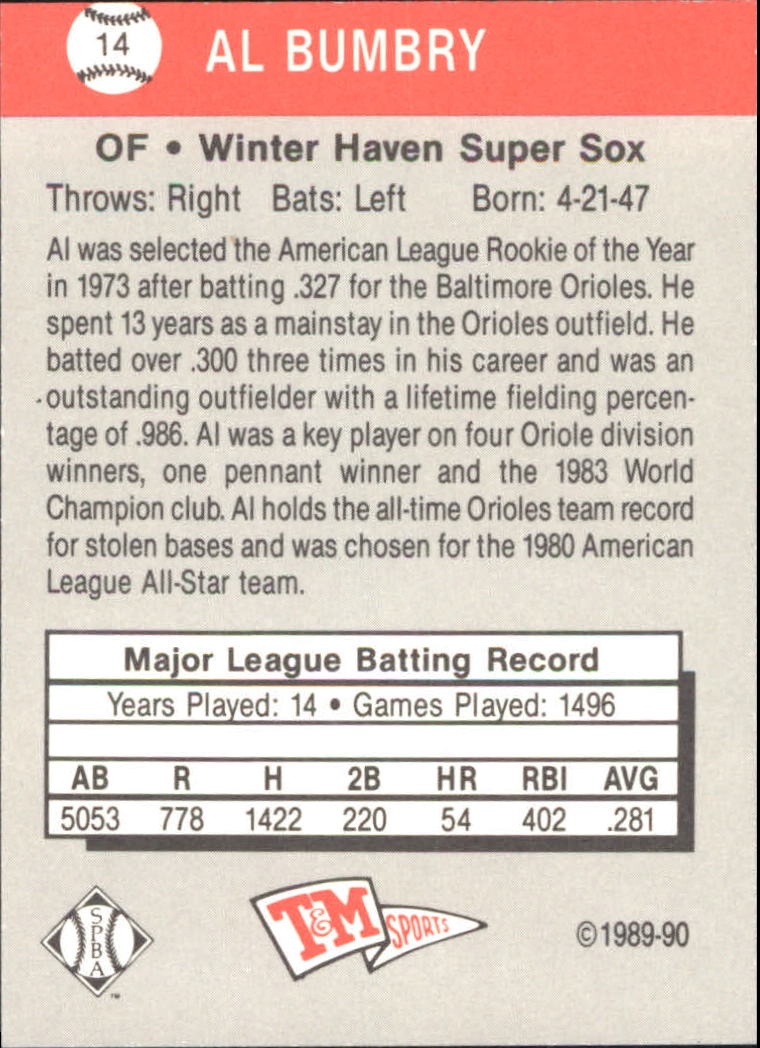 14
AL BUMBRY
OF • Winter Haven Super Sox
Throws: Right Bats: Left Born: 4-21-47
Al was selected the American League Rookie of the Year
in 1973 after batting .327 for the Baltimore Orioles. He
spent 13 years as a mainstay in the Orioles outfield. He
batted over .300 three times in his career and was an
outstanding outfielder with a lifetime fielding percen-
tage of .986. Al was a key player on four Oriole division
winners, one pennant winner and the 1983 World
Champion club. Al holds the all-time Orioles team record
for stolen bases and was chosen for the 1980 American
League All-Star team.
Major League Batting Record
Years Played: 14 • Games Played: 1496
AB R H 2B HR RBI AVG
5053 778 1422 220 54 402 .281
SPBA
™
T&M SPORTS
©1989-90